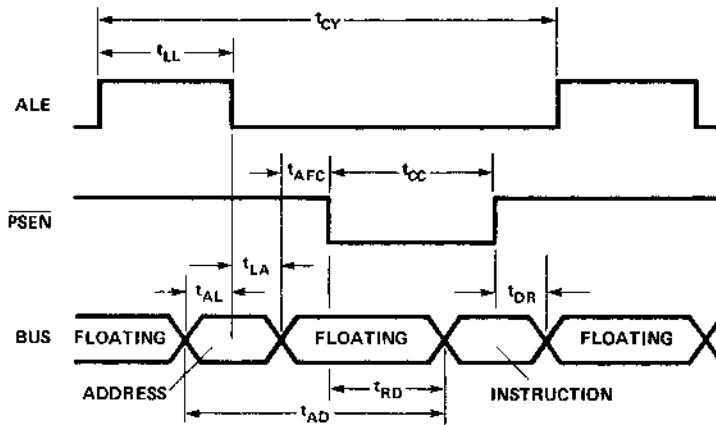 tCY
tLL
ALE
tAFC
tCC
PSEN
tLA
tAL
tDR
BUS
FLOATING
FLOATING
FLOATING
ADDRESS
tRD
INSTRUCTION
tAD